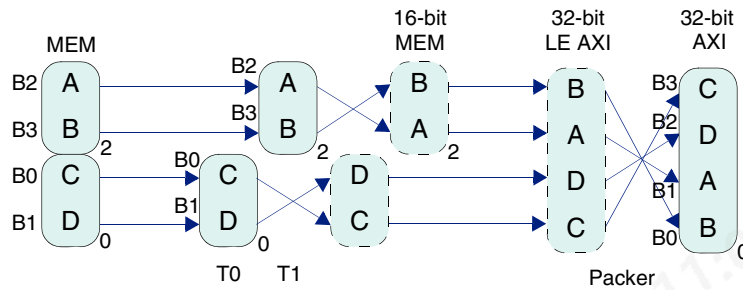 MEM
16-bit
MEM
32-bit
LE AXI
32-bit
AXI
B2 A B2 A B B B3 C
B3 B B3 B A A B2 D
2 2 2
B0 C B0 C D D B1 A
B1 D B1 D C C B0 B
0 0 0
T0 T1
Packer